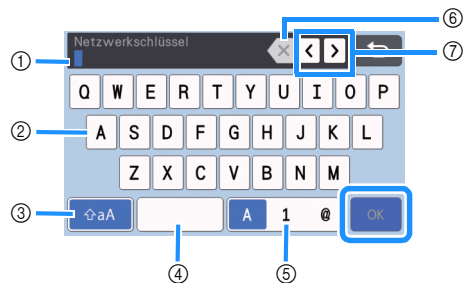 ⑥
Netzwerkschlüssel
⑦
①
Q W E R T Y U I O P
② A S D F G H J K L
Z X C V B N M
③ ⇧aA A 1 @ OK
④ ⑤